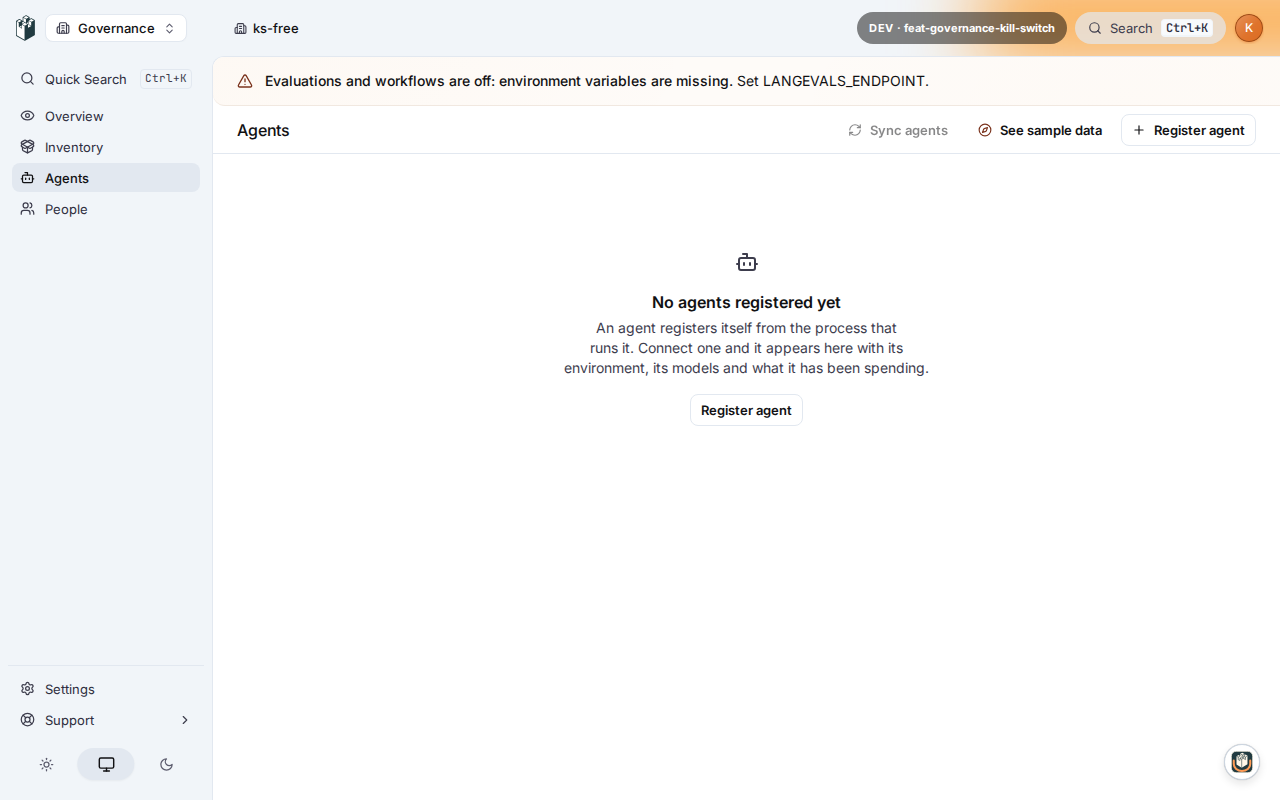 Governance
ks-free
DEV · feat-governance-kill-switch
Search Ctrl+K
K
Quick Search Ctrl+K
Overview
Inventory
Agents
People
Evaluations and workflows are off: environment variables are missing. Set LANGEVALS_ENDPOINT.
Agents
Sync agents
See sample data
Register agent
No agents registered yet
An agent registers itself from the process that
runs it. Connect one and it appears here with its
environment, its models and what it has been spending.
Register agent
Settings
Support